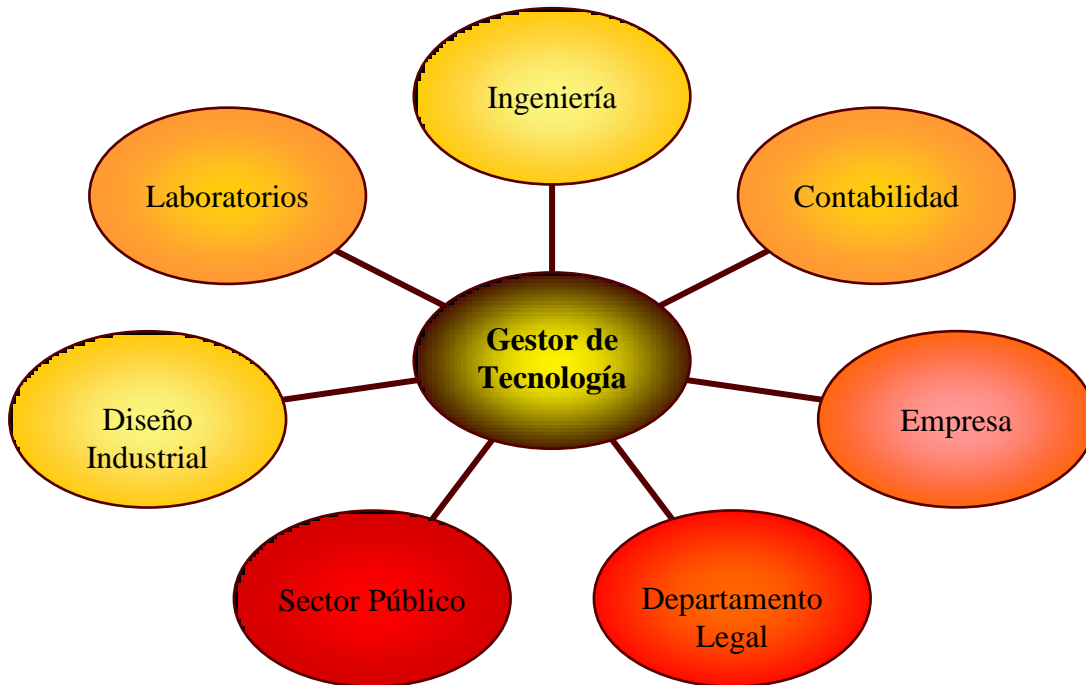 Ingeniería
Laboratorios
Contabilidad
Gestor de
Tecnología
Diseño
Industrial
Empresa
Sector Público
Departamento
Legal